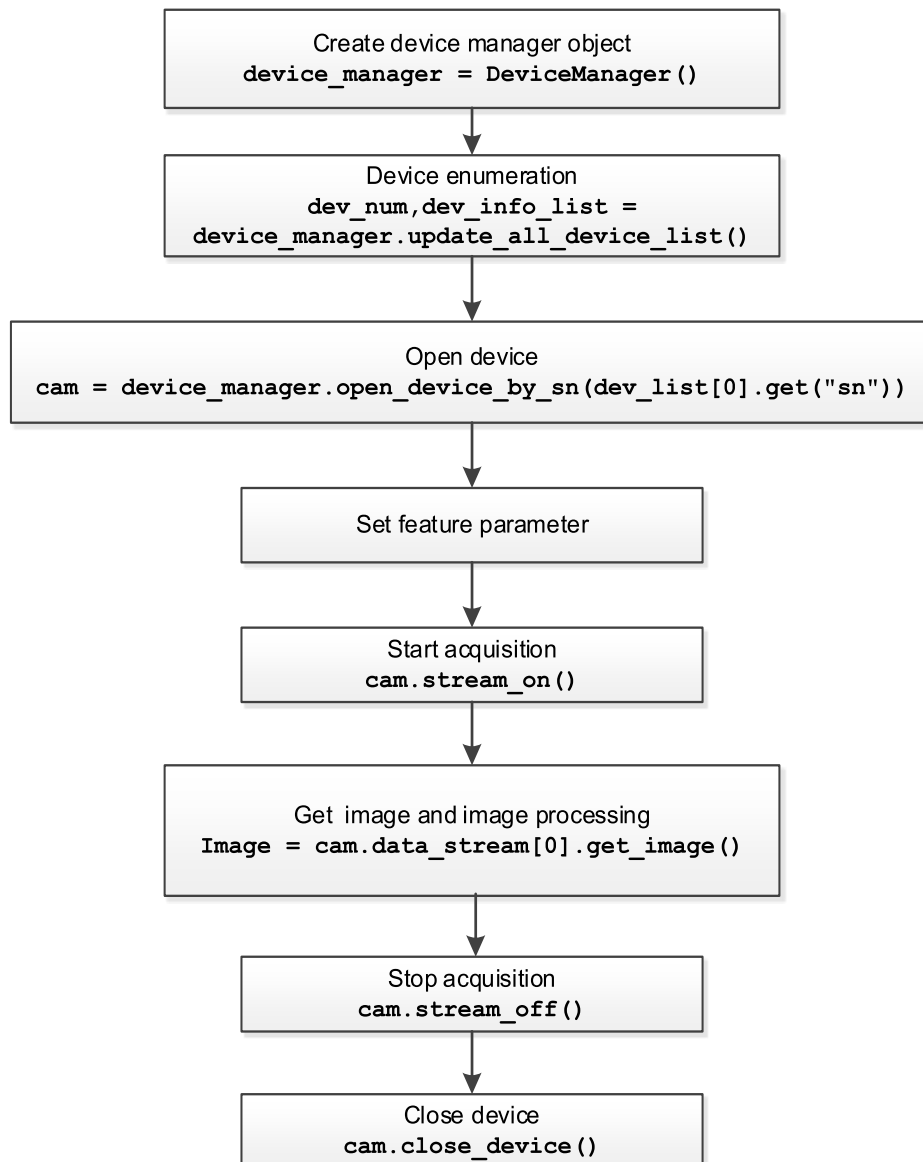 Create device manager object
device_manager = DeviceManager()
Device enumeration
dev_num,dev_info_list =
device_manager.update_all_device_list()
Open device
cam = device_manager.open_device_by_sn(dev_list[0].get("sn"))
Set feature parameter
Start acquisition
cam.stream_on()
Get image and image processing
Image = cam.data_stream[0].get_image()
Stop acquisition
cam.stream_off()
Close device
cam.close_device()